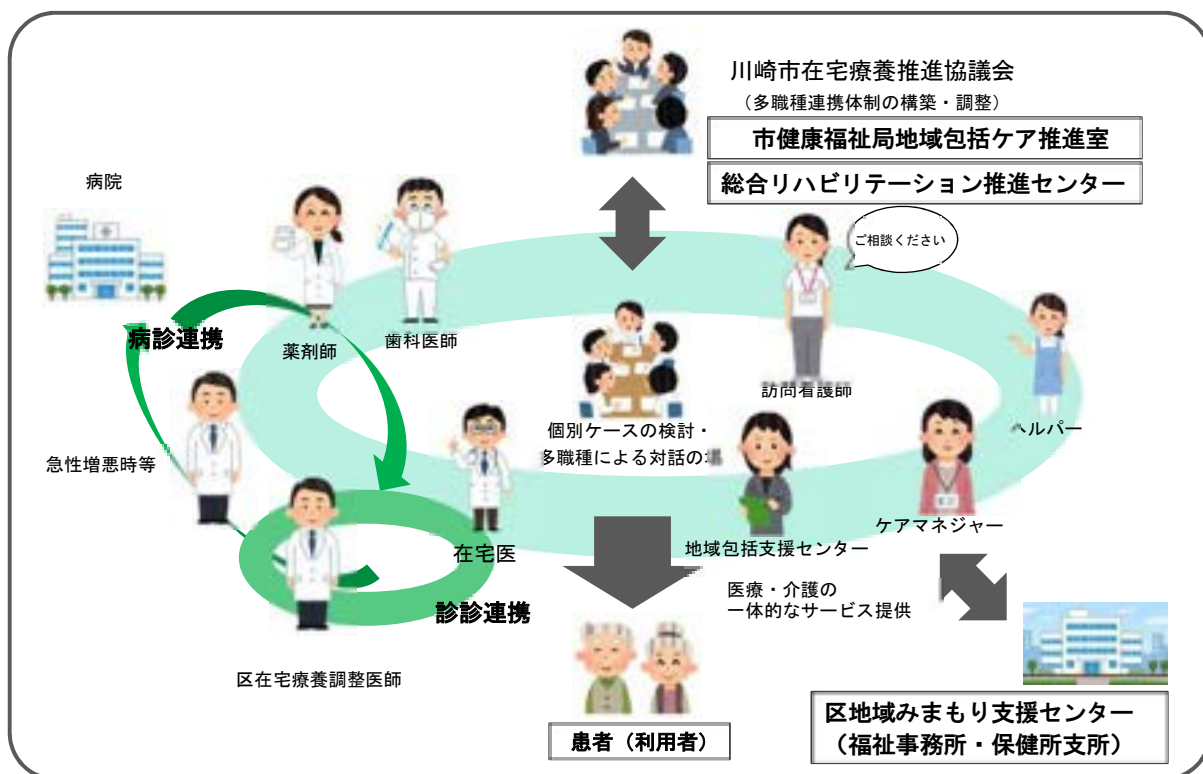 川崎市在宅療養推進協議会
（多職種連携体制の構築・調整）
市健康福祉局地域包括ケア推進室
総合リハビリテーション推進センター
病院
ご相談ください
病診連携
薬剤師
歯科医師
訪問看護師
ヘルパー
個別ケースの検討・
多職種による対話の場
急性増悪時等
ケアマネジャー
在宅医
地域包括支援センター
診診連携
医療・介護の
一体的なサービス提供
区在宅療養調整医師
患者（利用者）
区地域みまもり支援センター
（福祉事務所・保健所支所）